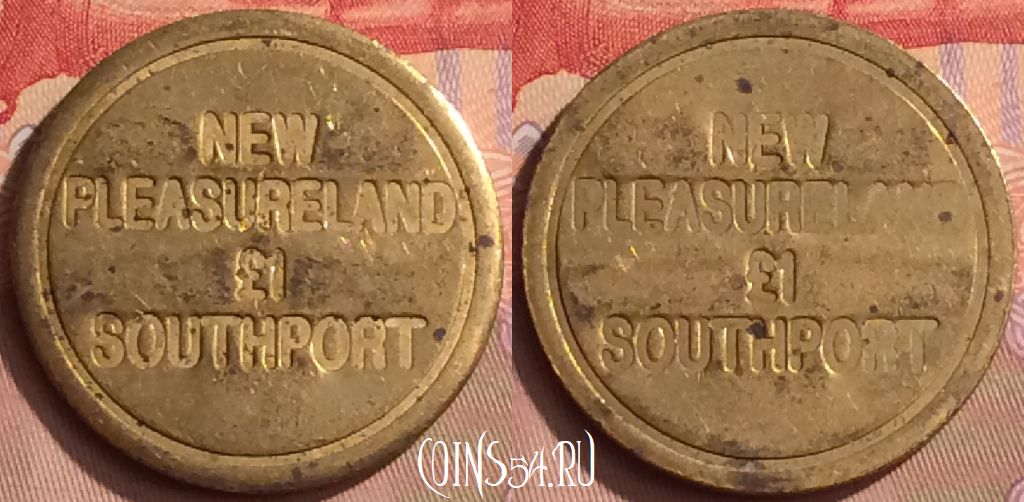 NEW
PLEASURELAND
£1
SOUTHPORT
NEW
PLEASURELAND
£1
SOUTHPORT
COINS54.RU